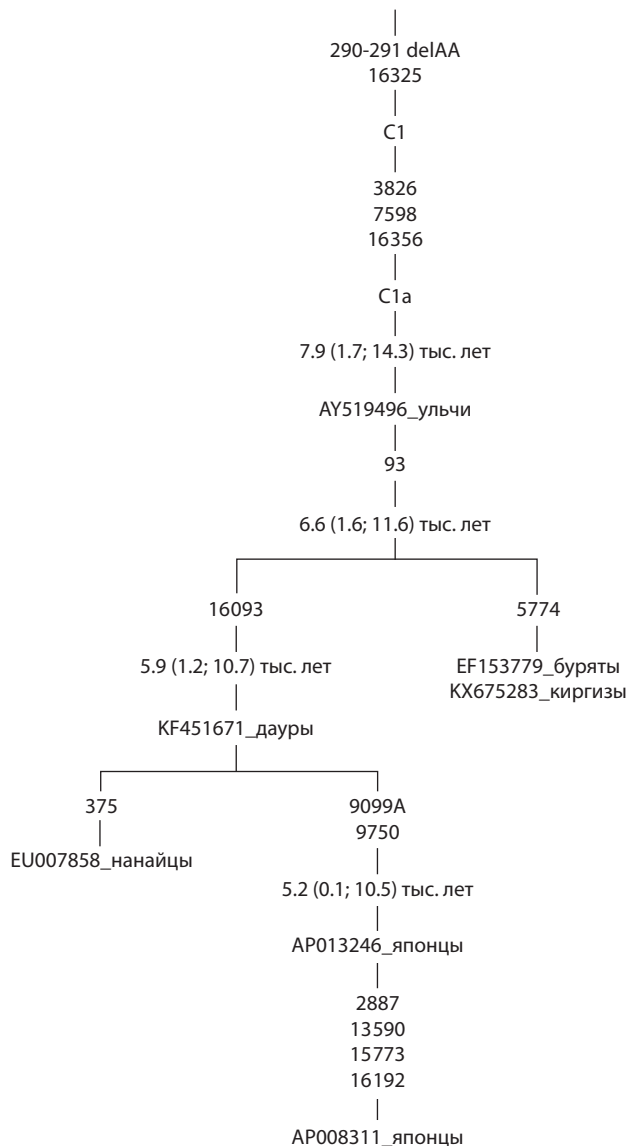 290-291 delAA
16325
C1
3826
7598
16356
C1a
7.9 (1.7; 14.3) тыс. лет
AY519496_ульчи
93
6.6 (1.6; 11.6) тыс. лет
16093
5774
5.9 (1.2; 10.7) тыс. лет
EF153779_буряты
KX675283_киргизы
KF451671_дауры
375
9099A
9750
EU007858_нанайцы
5.2 (0.1; 10.5) тыс. лет
AP013246_японцы
2887
13590
15773
16192
AP008311_японцы